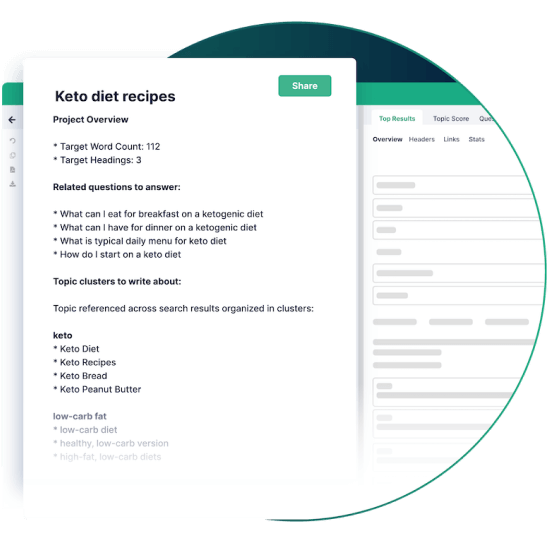 Keto diet recipes
Share
Project Overview
* Target Word Count: 112
* Target Headings: 3
Related questions to answer:
* What can I eat for breakfast on a ketogenic diet
* What can I have for dinner on a ketogenic diet
* What is typical daily menu for keto diet
* How do I start on a keto diet
Topic clusters to write about:
Topic referenced across search results organized in clusters:
keto
* Keto Diet
* Keto Recipes
* Keto Bread
* Keto Peanut Butter
low-carb fat
* low-carb diet
* healthy, low-carb version
* high-fat, low-carb diets
Top Results Topic Score Ques
Overview Headers Links Stats